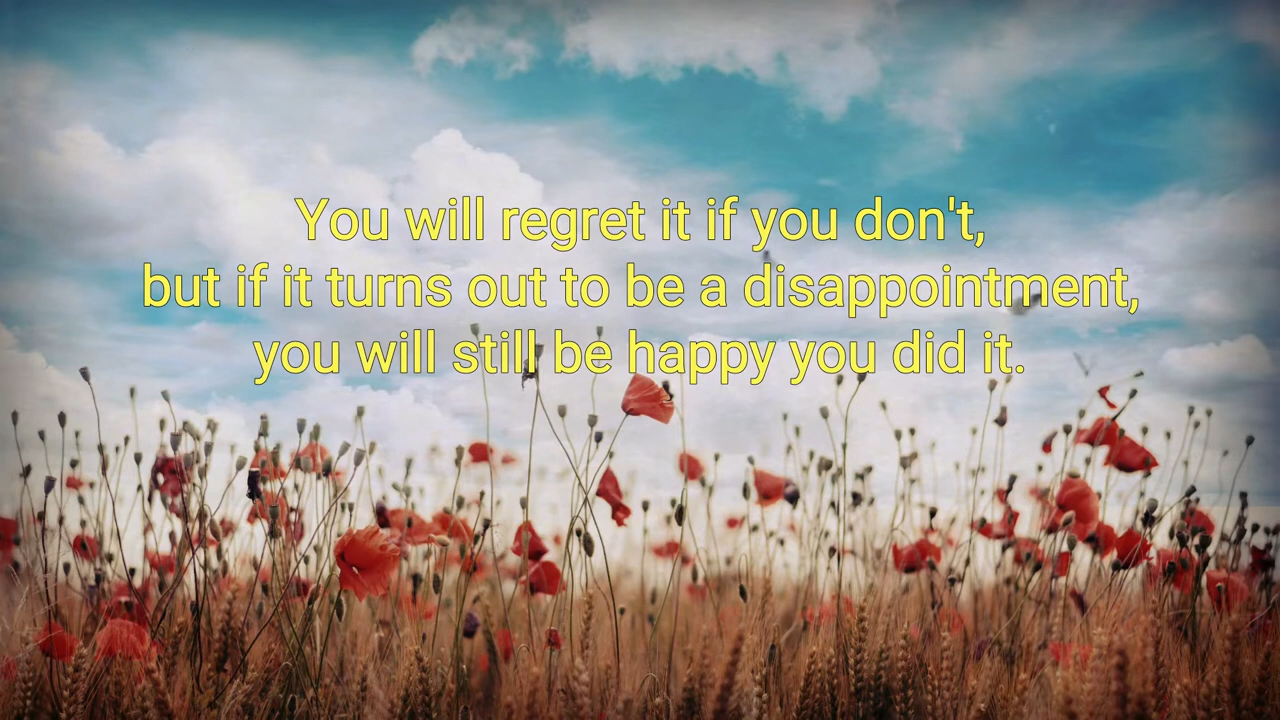 You will regret it if you don't,
but if it turns out to be a disappointment,
you will still be happy you did it.